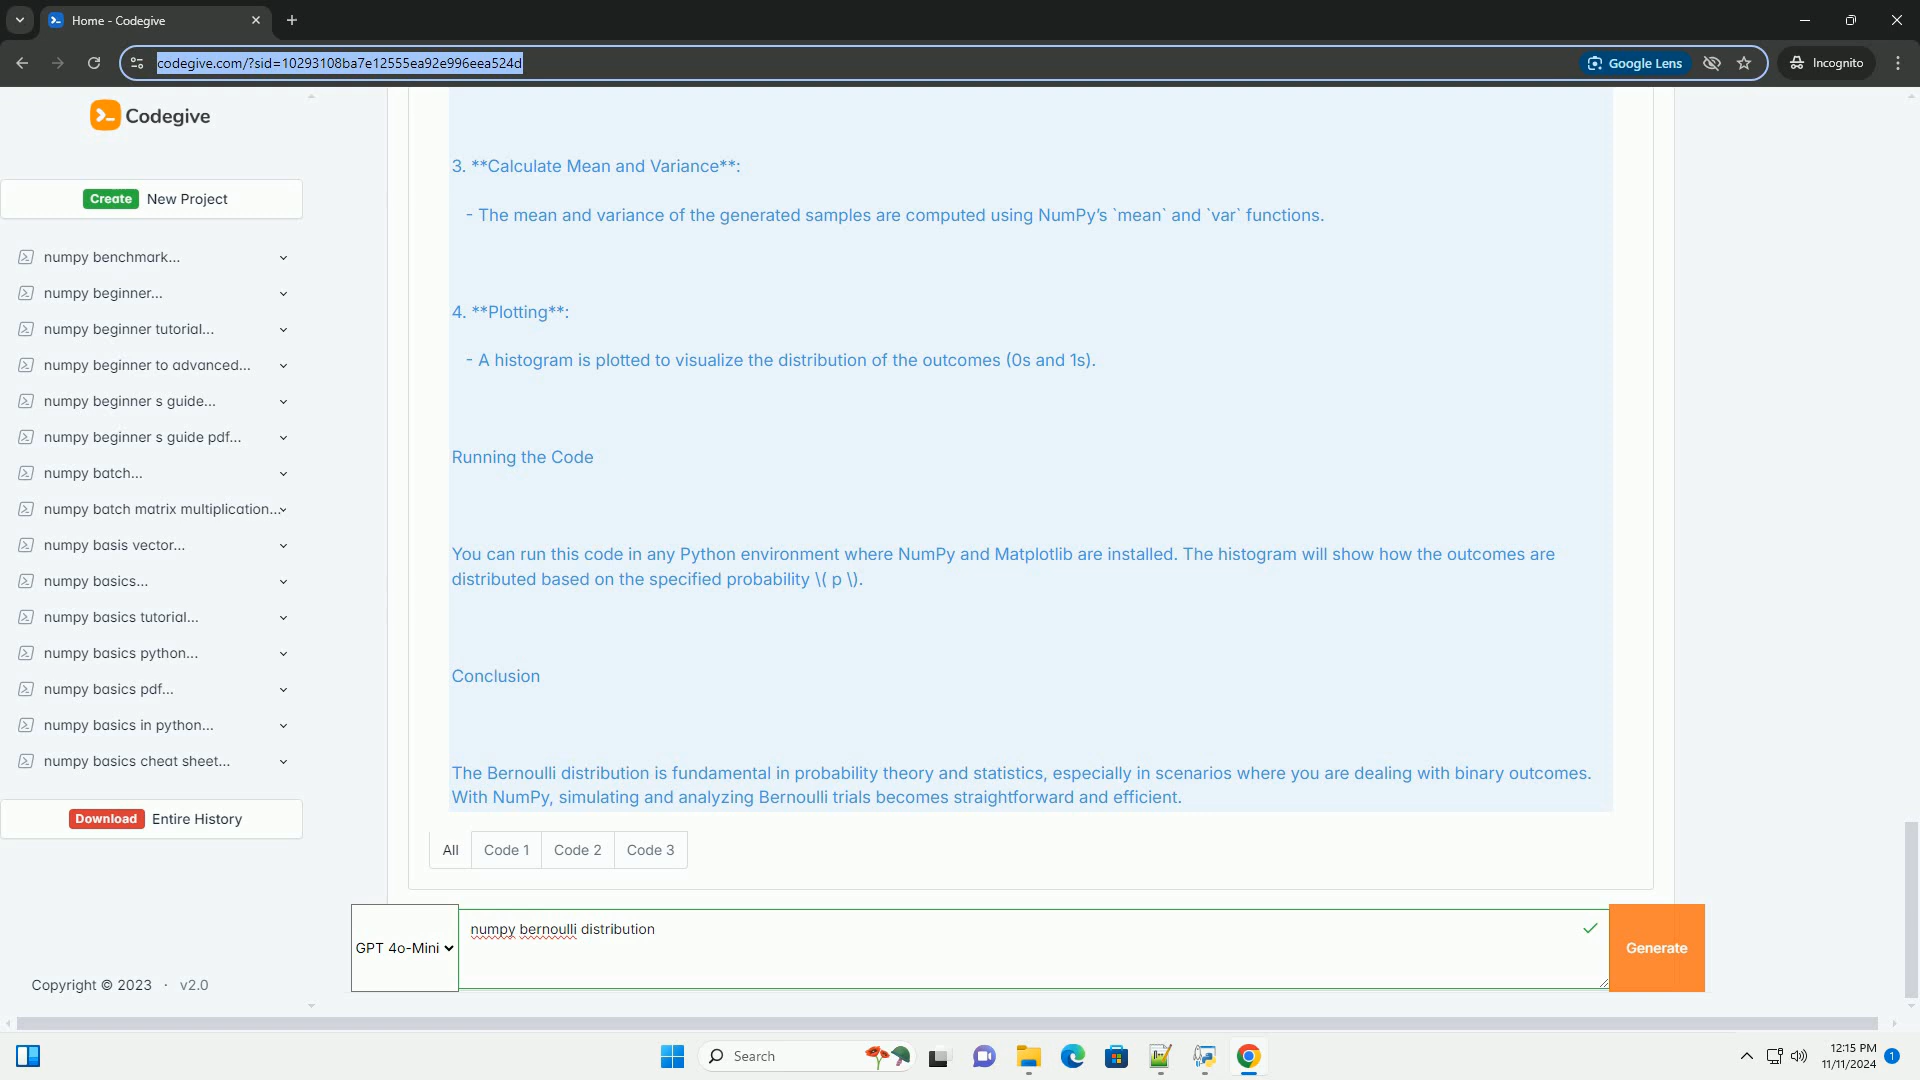 Home - Codegive
codegive.com/?sid=10293108ba7e12555ea92e996eea524d
Google Lens
Incognito
Codegive
Create New Project
numpy benchmark...
numpy beginner...
numpy beginner tutorial...
numpy beginner to advanced...
numpy beginner s guide...
numpy beginner s guide pdf...
numpy batch...
numpy batch matrix multiplication...
numpy basis vector...
numpy basics...
numpy basics tutorial...
numpy basics python...
numpy basics pdf...
numpy basics in python...
numpy basics cheat sheet...
Download Entire History
Copyright © 2023 · v2.0
3. **Calculate Mean and Variance**:
- The mean and variance of the generated samples are computed using NumPy's `mean` and `var` functions.
4. **Plotting**:
- A histogram is plotted to visualize the distribution of the outcomes (0s and 1s).
Running the Code
You can run this code in any Python environment where NumPy and Matplotlib are installed. The histogram will show how the outcomes are
distributed based on the specified probability \( p \).
Conclusion
The Bernoulli distribution is fundamental in probability theory and statistics, especially in scenarios where you are dealing with binary outcomes.
With NumPy, simulating and analyzing Bernoulli trials becomes straightforward and efficient.
All Code 1 Code 2 Code 3
GPT 4o-Mini
numpy bernoulli distribution
Generate
Search
12:15 PM
11/11/2024
1